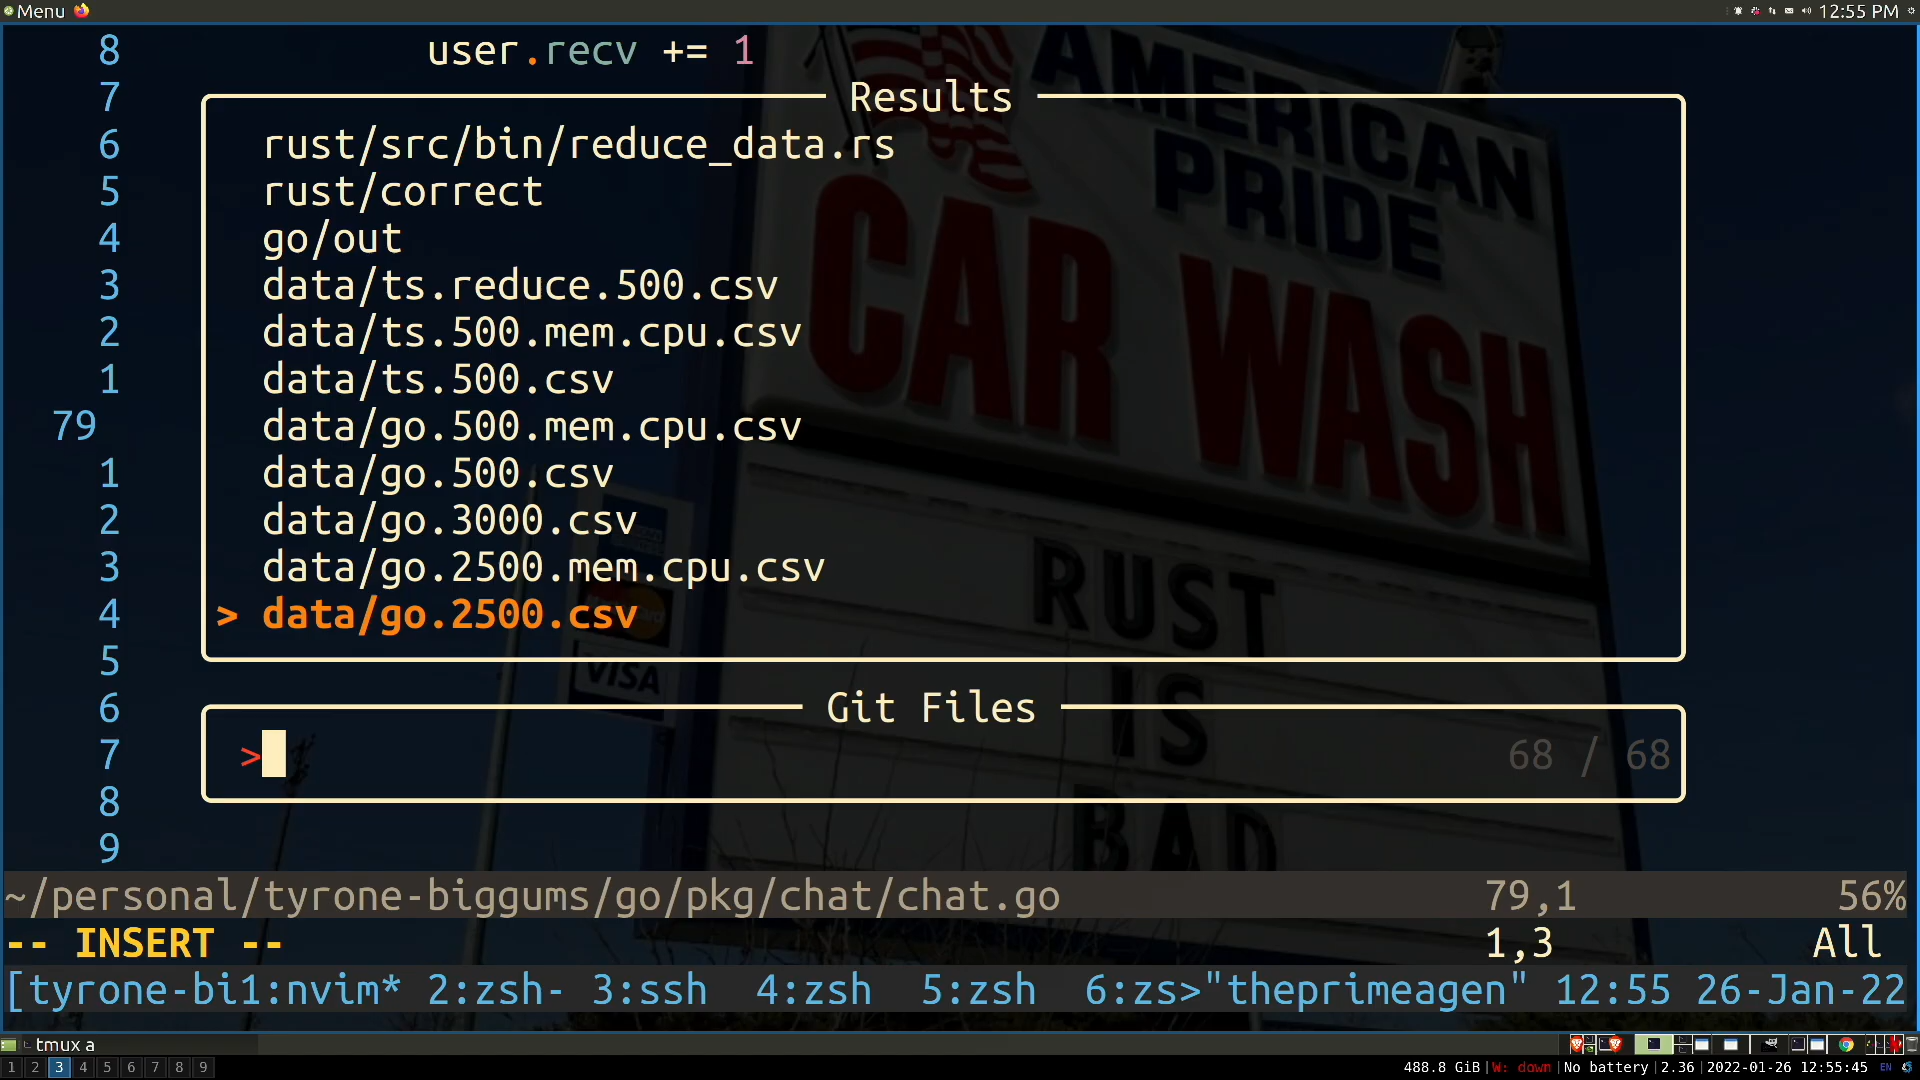 Menu
12:55 PM
8 user.recv += 1
7 Results
6 rust/src/bin/reduce_data.rs
5 rust/correct
4 go/out
3 data/ts.reduce.500.csv
2 data/ts.500.mem.cpu.csv
1 data/ts.500.csv
79 data/go.500.mem.cpu.csv
1 data/go.500.csv
2 data/go.3000.csv
3 data/go.2500.mem.cpu.csv
4 > data/go.2500.csv
5
6 Git Files
7 > 68 / 68
8
9
AMERICAN
PRIDE
CAR WASH
RUST
IS
BAD
MasterCard
VISA
~/personal/tyrone-biggums/go/pkg/chat/chat.go 79,1 56%
-- INSERT -- 1,3 All
[tyrone-bi1:nvim* 2:zsh- 3:ssh 4:zsh 5:zsh 6:zs>"theprimeagen" 12:55 26-Jan-22
tmux a
1 2 3 4 5 6 7 8 9
488.8 GiB|W: down|No battery|2.36|2022-01-26 12:55:45 EN